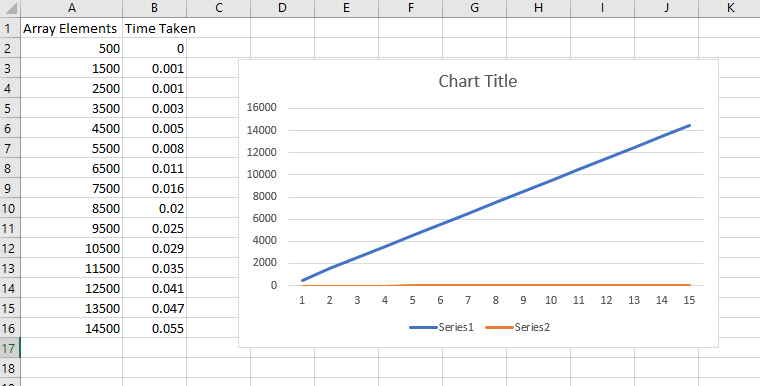 A B C D E F G H I J K
1 Array Elements Time Taken
2 500 0
3 1500 0.001
4 2500 0.001
5 3500 0.003
6 4500 0.005
7 5500 0.008
8 6500 0.011
9 7500 0.016
10 8500 0.02
11 9500 0.025
12 10500 0.029
13 11500 0.035
14 12500 0.041
15 13500 0.047
16 14500 0.055
17
18
Chart Title
16000
14000
12000
10000
8000
6000
4000
2000
0
1 2 3 4 5 6 7 8 9 10 11 12 13 14 15
Series1 Series2